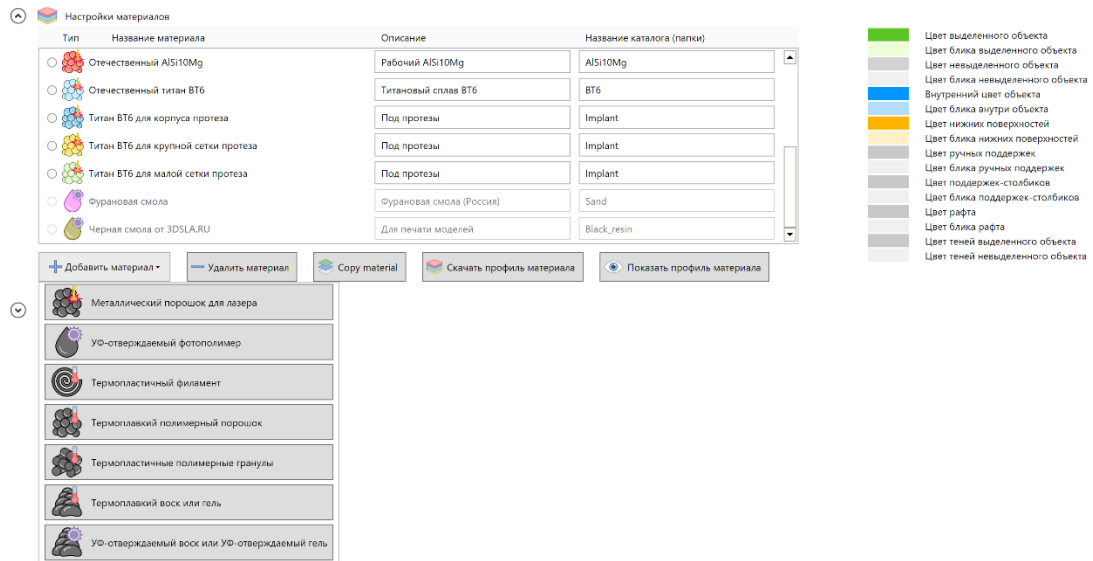 Настройки материалов
Тип Название материала Описание Название каталога (папки)
Отечественный AlSi10Mg Рабочий AlSi10Mg AlSi10Mg
Отечественный титан ВТ6 Титановый сплав ВТ6 ВТ6
Титан ВТ6 для корпуса протеза Под протезы Implant
Титан ВТ6 для крупной сетки протеза Под протезы Implant
Титан ВТ6 для малой сетки протеза Под протезы Implant
Фурановая смола Фурановая смола (Россия) Sand
Черная смола от 3DSLA.RU Для печати моделей Black_resin
Добавить материал Удалить материал Copy material Скачать профиль материала Показать профиль материала
Металлический порошок для лазера
УФ-отверждаемый фотополимер
Термопластичный филамент
Термоплавкий полимерный порошок
Термопластичные полимерные гранулы
Термоплавкий воск или гель
УФ-отверждаемый воск или УФ-отверждаемый гель
Цвет выделенного объекта
Цвет блика выделенного объекта
Цвет невыделенного объекта
Цвет блика невыделенного объекта
Внутренний цвет объекта
Цвет блика внутри объекта
Цвет нижних поверхностей
Цвет блика нижних поверхностей
Цвет ручных поддержек
Цвет блика ручных поддержек
Цвет поддержек-столбиков
Цвет блика поддержек-столбиков
Цвет рафта
Цвет блика рафта
Цвет теней выделенного объекта
Цвет теней невыделенного объекта